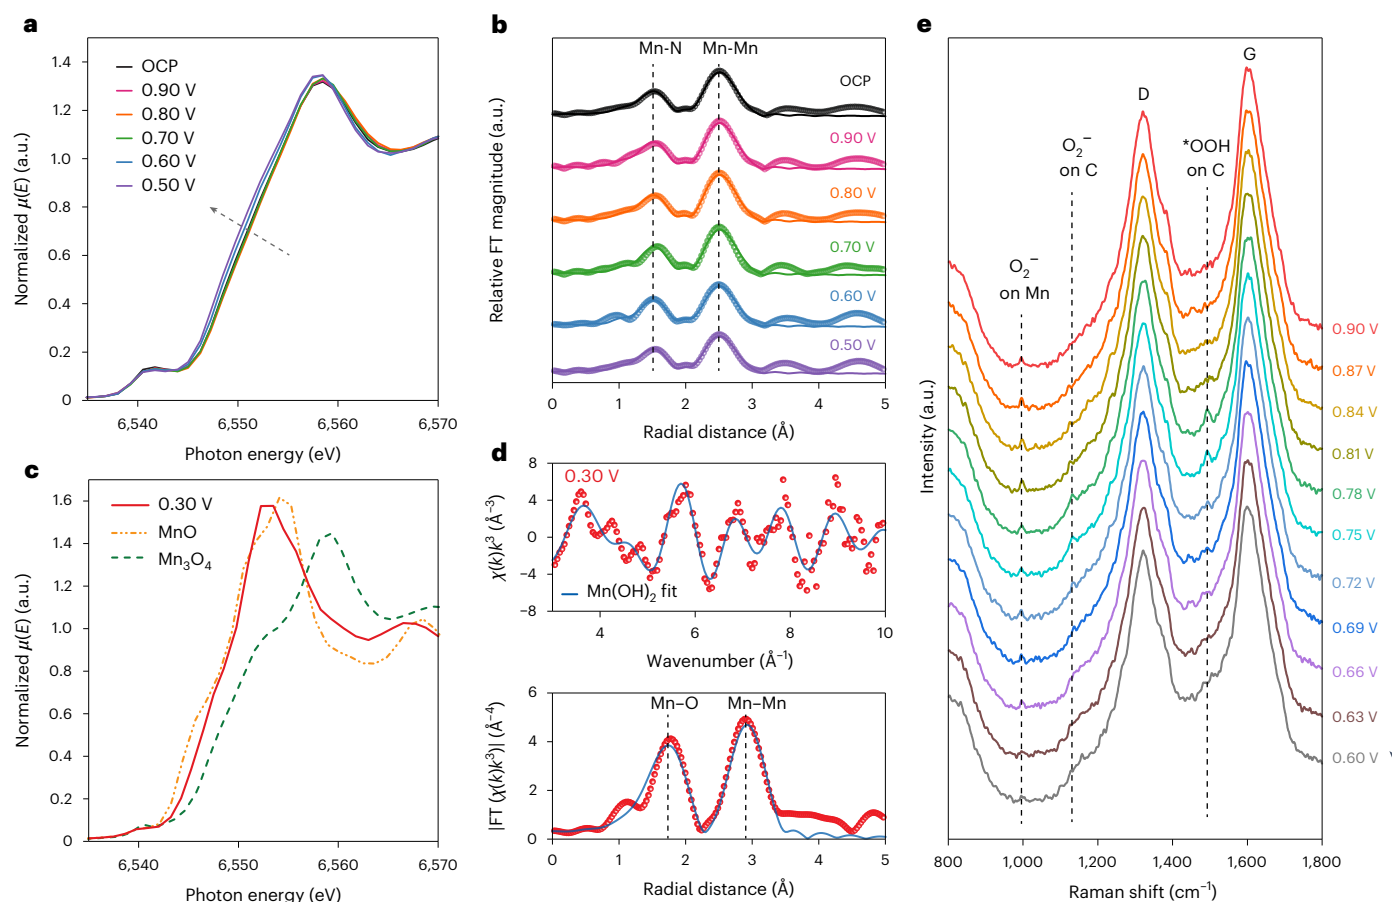 a
1.4
1.2
1.0
0.8
0.6
0.4
0.2
0
OCP
0.90 V
0.80 V
0.70 V
0.60 V
0.50 V
Normalized μ(E) (a.u.)
6,540
6,550
6,560
6,570
Photon energy (eV)
b
Mn-N
Mn-Mn
OCP
0.90 V
0.80 V
0.70 V
0.60 V
0.50 V
Relative FT magnitude (a.u.)
0
1
2
3
4
5
Radial distance (Å)
c
1.6
1.4
1.2
1.0
0.8
0.6
0.4
0.2
0
0.30 V
MnO
Mn₃O₄
Normalized μ(E) (a.u.)
6,540
6,550
6,560
6,570
Photon energy (eV)
d
8
4
0
−4
−8
0.30 V
Mn(OH)₂ fit
χ(k)k³ (Å⁻³)
4
6
8
10
Wavenumber (Å⁻¹)
6
4
2
0
Mn–O
Mn–Mn
|FT (χ(k)k³)| (Å⁻⁴)
0
1
2
3
4
5
Radial distance (Å)
e
G
D
O₂⁻
on C
*OOH
on C
O₂⁻
on Mn
0.90 V
0.87 V
0.84 V
0.81 V
0.78 V
0.75 V
0.72 V
0.69 V
0.66 V
0.63 V
0.60 V
Intensity (a.u.)
800
1,000
1,200
1,400
1,600
1,800
Raman shift (cm⁻¹)